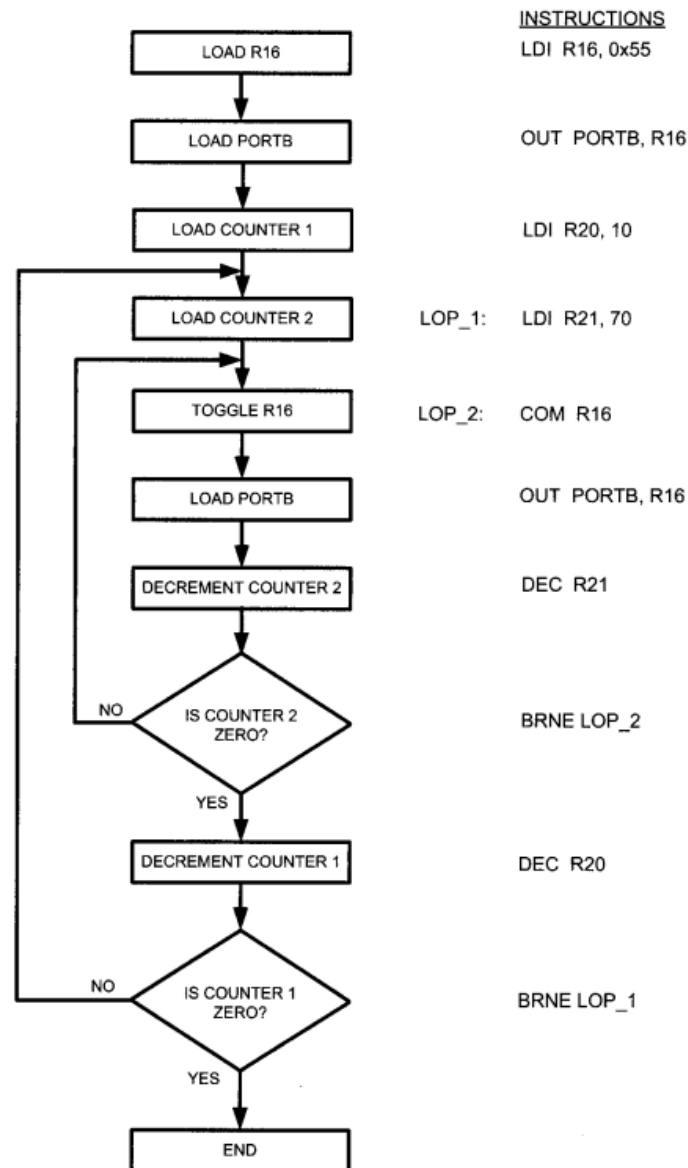 INSTRUCTIONS
LOAD R16
LDI R16, 0x55
LOAD PORTB
OUT PORTB, R16
LOAD COUNTER 1
LDI R20, 10
LOAD COUNTER 2
LOP_1: LDI R21, 70
TOGGLE R16
LOP_2: COM R16
LOAD PORTB
OUT PORTB, R16
DECREMENT COUNTER 2
DEC R21
NO
IS COUNTER 2
ZERO?
BRNE LOP_2
YES
DECREMENT COUNTER 1
DEC R20
NO
IS COUNTER 1
ZERO?
BRNE LOP_1
YES
END